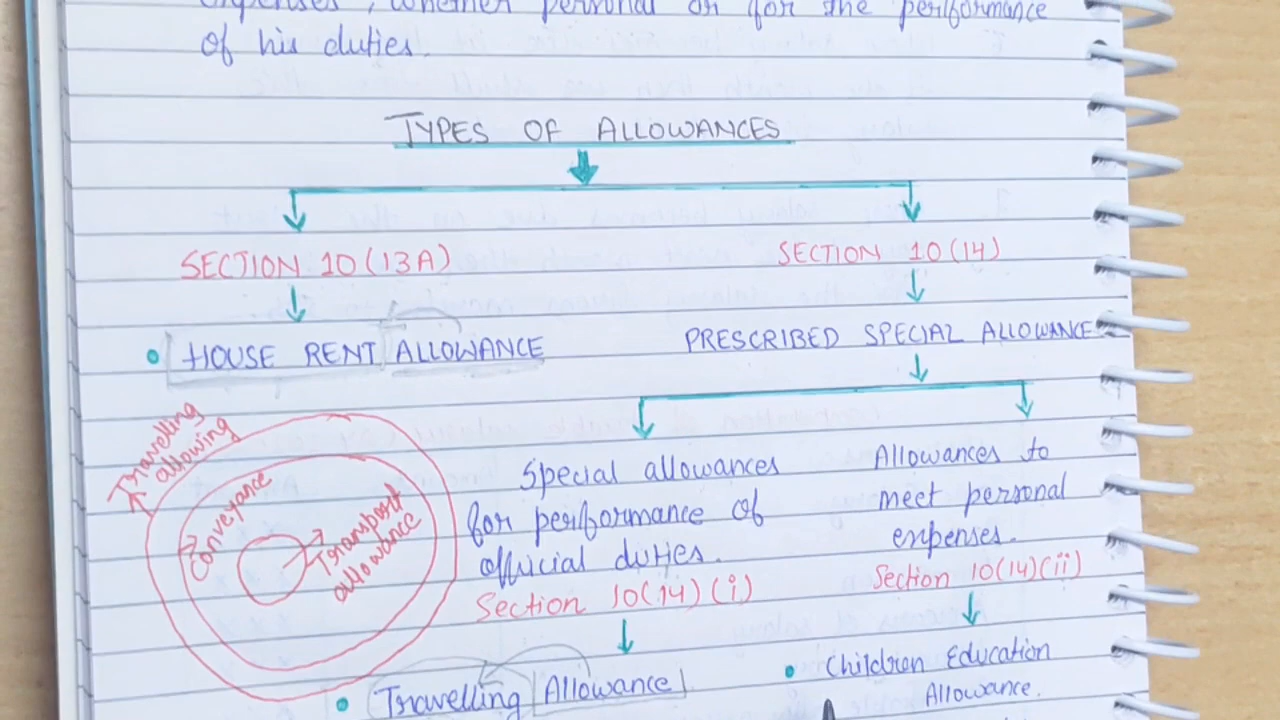 expenses, whether personal or for the performance
of his duties.
TYPES OF ALLOWANCES
SECTION 10(13A)
SECTION 10(14)
• HOUSE RENT ALLOWANCE
PRESCRIBED SPECIAL ALLOWANCE
Travelling
allowing
Conveyance
Transport
allowance
Special allowances
for performance of
official duties.
Section 10(14)(i)
Allowances to
meet personal
expenses.
Section 10(14)(ii)
• Travelling Allowance
• Children Education
Allowance.